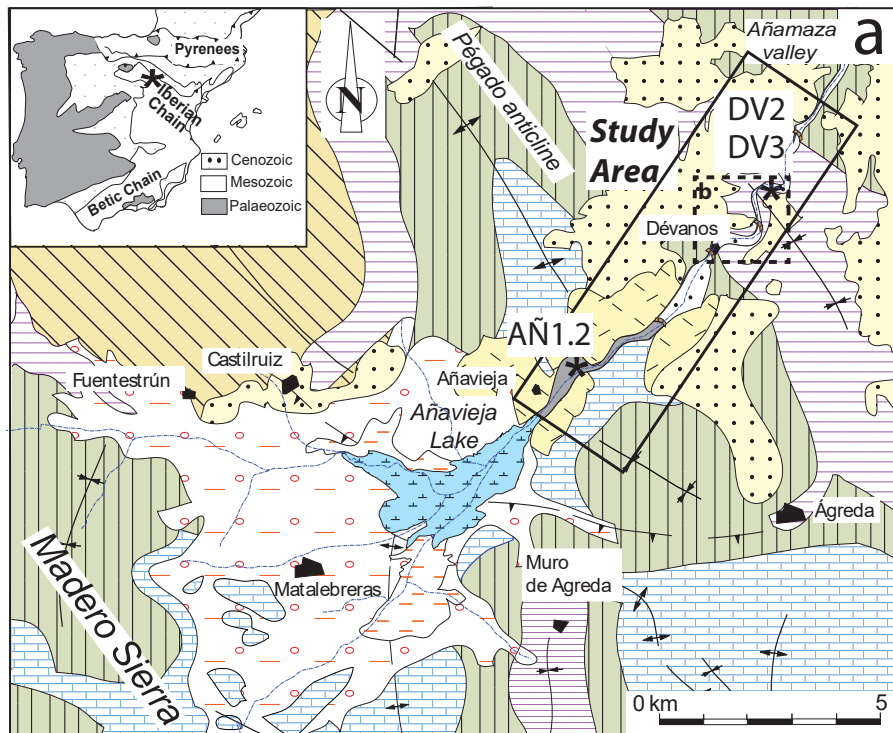 Pyrenees
Iberian
Chain
Betic Chain
Cenozoic
Mesozoic
Palaeozoic
N
Pégado anticline
Añamaza
valley
a
Study
Area
DV2
DV3
b
Dévanos
AÑ1.2
Castilruiz
Fuentestrún
Añavieja
Añavieja
Lake
Ágreda
Muro
de Agreda
Matalebreras
Madero Sierra
0 km
5